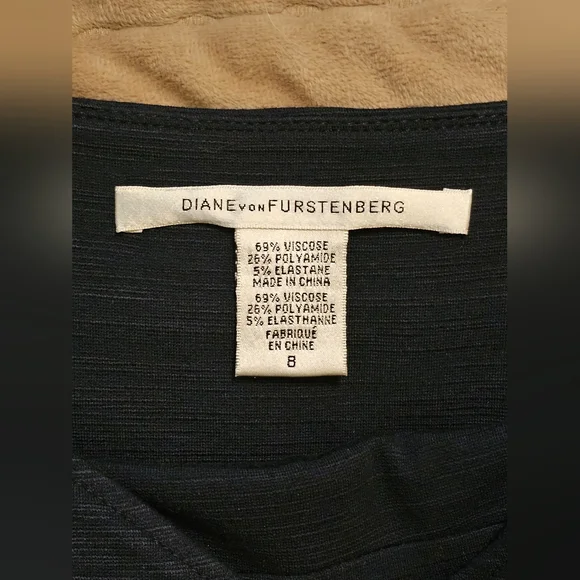 DIANE VON FURSTENBERG
69% VISCOSE
26% POLYAMIDE
5% ELASTANE
MADE IN CHINA
69% VISCOSE
26% POLYAMIDE
5% ELASTHANNE
FABRIQUÉ
EN CHINE
8